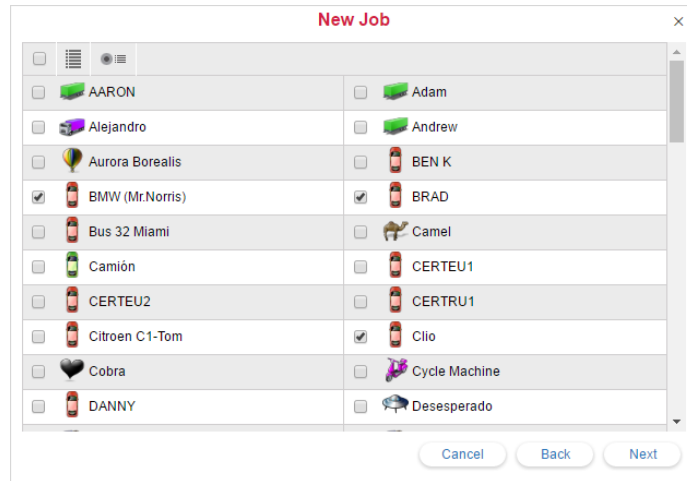 New Job
AARON
Adam
Alejandro
Andrew
Aurora Borealis
BEN K
BMW (Mr.Norris)
BRAD
Bus 32 Miami
Camel
Camión
CERTEU1
CERTEU2
CERTRU1
Citroen C1-Tom
Clio
Cobra
Cycle Machine
DANNY
Desesperado
Cancel
Back
Next